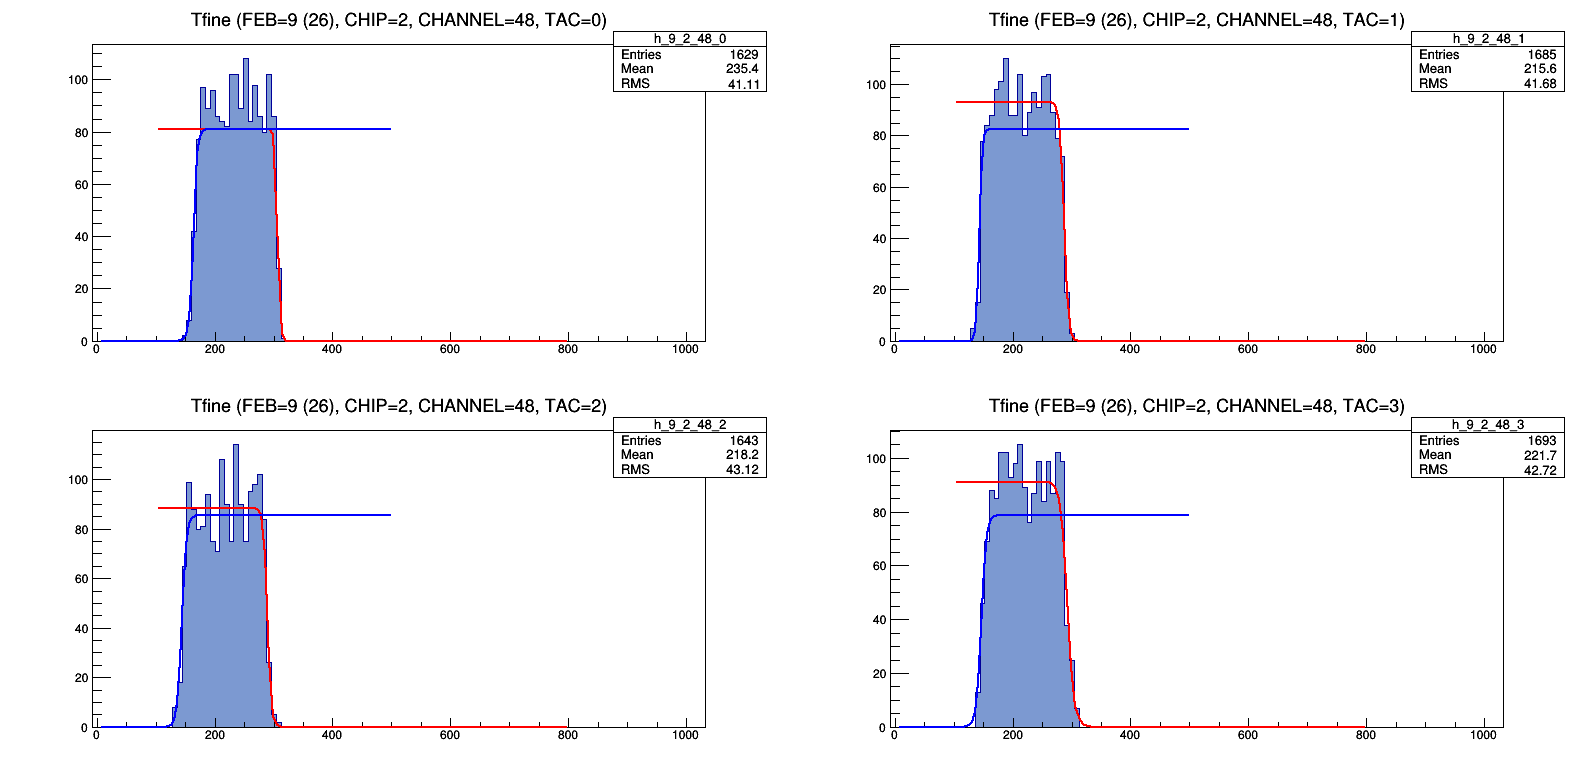 Tfine (FEB=9 (26), CHIP=2, CHANNEL=48, TAC=0)
h_9_2_48_0
Entries 1629
Mean 235.4
RMS 41.11
100
80
60
40
20
0
0 200 400 600 800 1000
Tfine (FEB=9 (26), CHIP=2, CHANNEL=48, TAC=1)
h_9_2_48_1
Entries 1685
Mean 215.6
RMS 41.68
100
80
60
40
20
0
0 200 400 600 800 1000
Tfine (FEB=9 (26), CHIP=2, CHANNEL=48, TAC=2)
h_9_2_48_2
Entries 1643
Mean 218.2
RMS 43.12
100
80
60
40
20
0
0 200 400 600 800 1000
Tfine (FEB=9 (26), CHIP=2, CHANNEL=48, TAC=3)
h_9_2_48_3
Entries 1693
Mean 221.7
RMS 42.72
100
80
60
40
20
0
0 200 400 600 800 1000